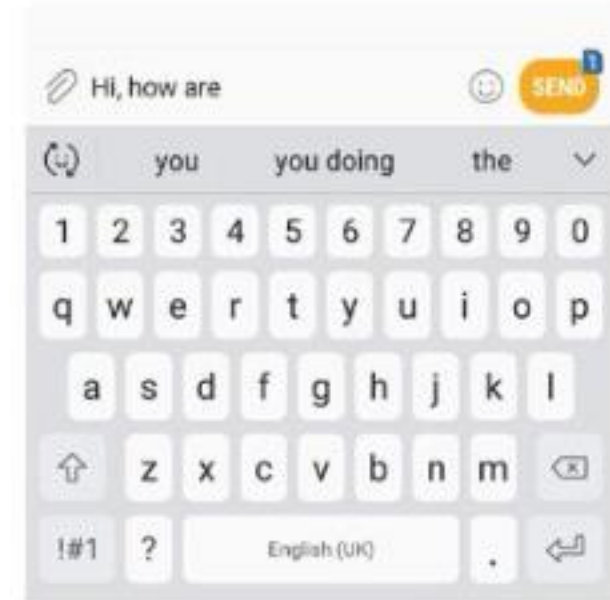 Hi, how are
SEND 1
you you doing the
1 2 3 4 5 6 7 8 9 0
q w e r t y u i o p
a s d f g h j k l
z x c v b n m
!#1 ? English (UK) .